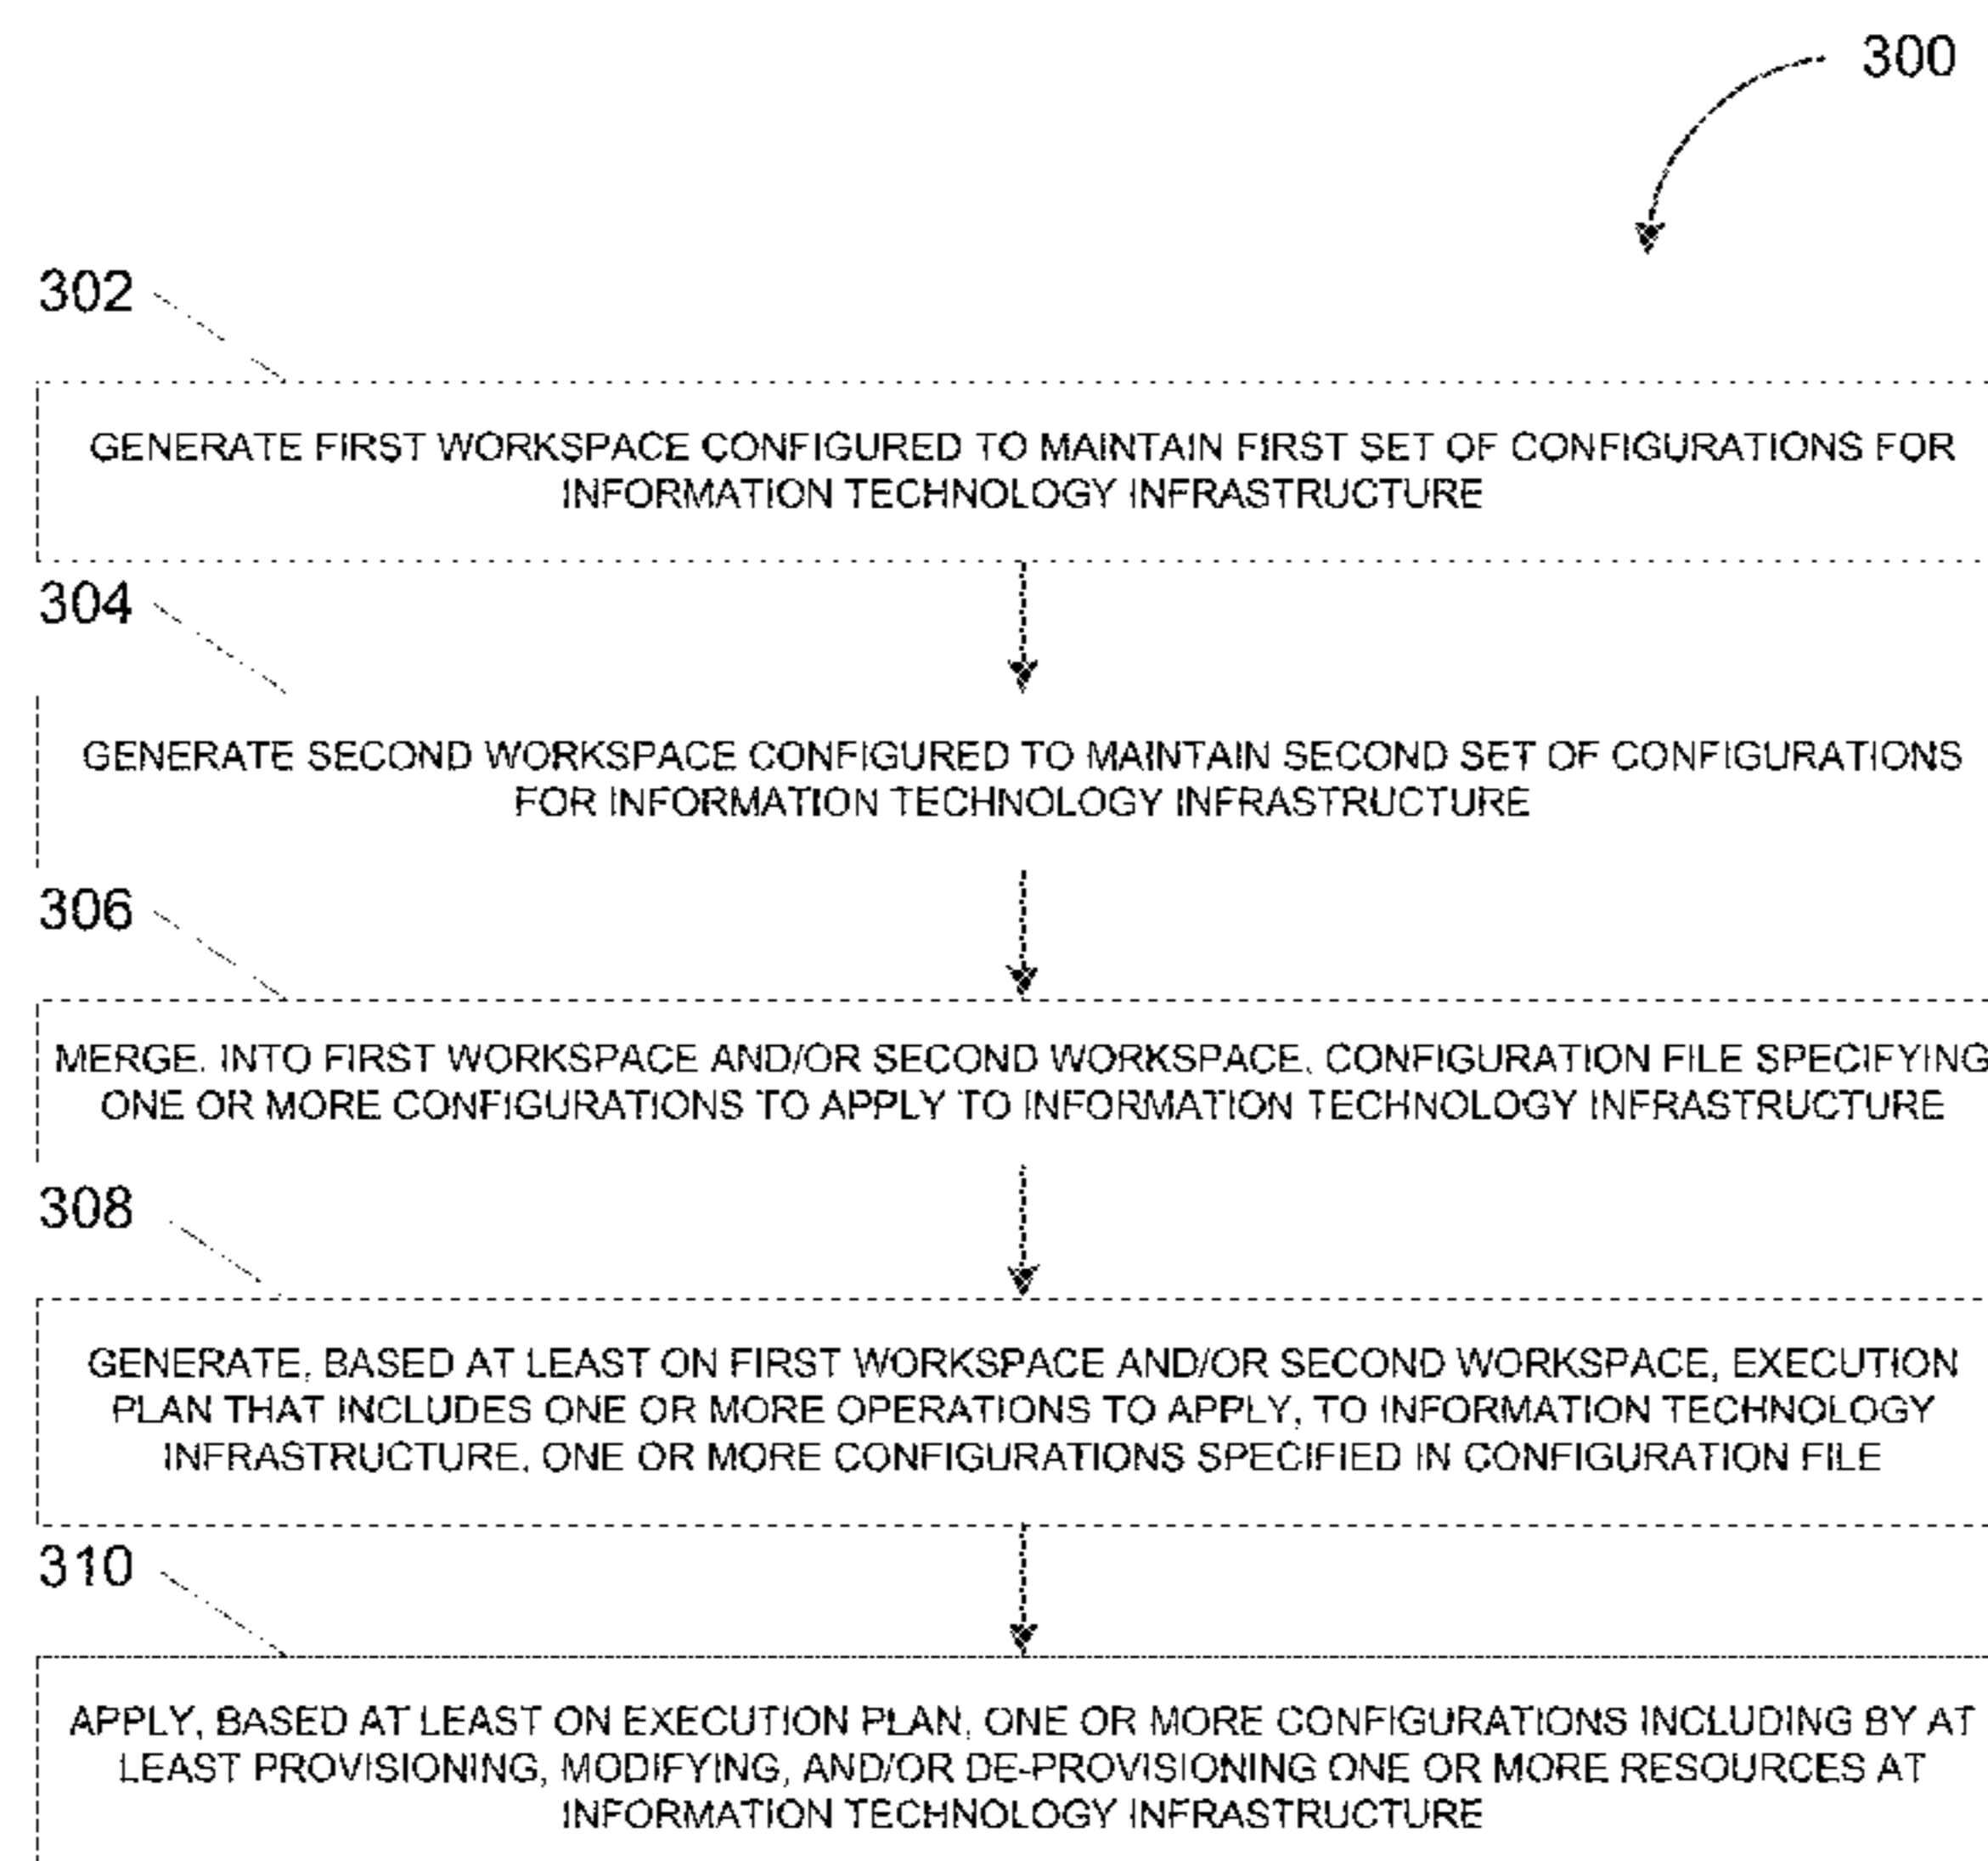 300
302
GENERATE FIRST WORKSPACE CONFIGURED TO MAINTAIN FIRST SET OF CONFIGURATIONS FOR
INFORMATION TECHNOLOGY INFRASTRUCTURE
304
GENERATE SECOND WORKSPACE CONFIGURED TO MAINTAIN SECOND SET OF CONFIGURATIONS
FOR INFORMATION TECHNOLOGY INFRASTRUCTURE
306
MERGE, INTO FIRST WORKSPACE AND/OR SECOND WORKSPACE, CONFIGURATION FILE SPECIFYING
ONE OR MORE CONFIGURATIONS TO APPLY TO INFORMATION TECHNOLOGY INFRASTRUCTURE
308
GENERATE, BASED AT LEAST ON FIRST WORKSPACE AND/OR SECOND WORKSPACE, EXECUTION
PLAN THAT INCLUDES ONE OR MORE OPERATIONS TO APPLY, TO INFORMATION TECHNOLOGY
INFRASTRUCTURE, ONE OR MORE CONFIGURATIONS SPECIFIED IN CONFIGURATION FILE
310
APPLY, BASED AT LEAST ON EXECUTION PLAN, ONE OR MORE CONFIGURATIONS INCLUDING BY AT
LEAST PROVISIONING, MODIFYING, AND/OR DE-PROVISIONING ONE OR MORE RESOURCES AT
INFORMATION TECHNOLOGY INFRASTRUCTURE